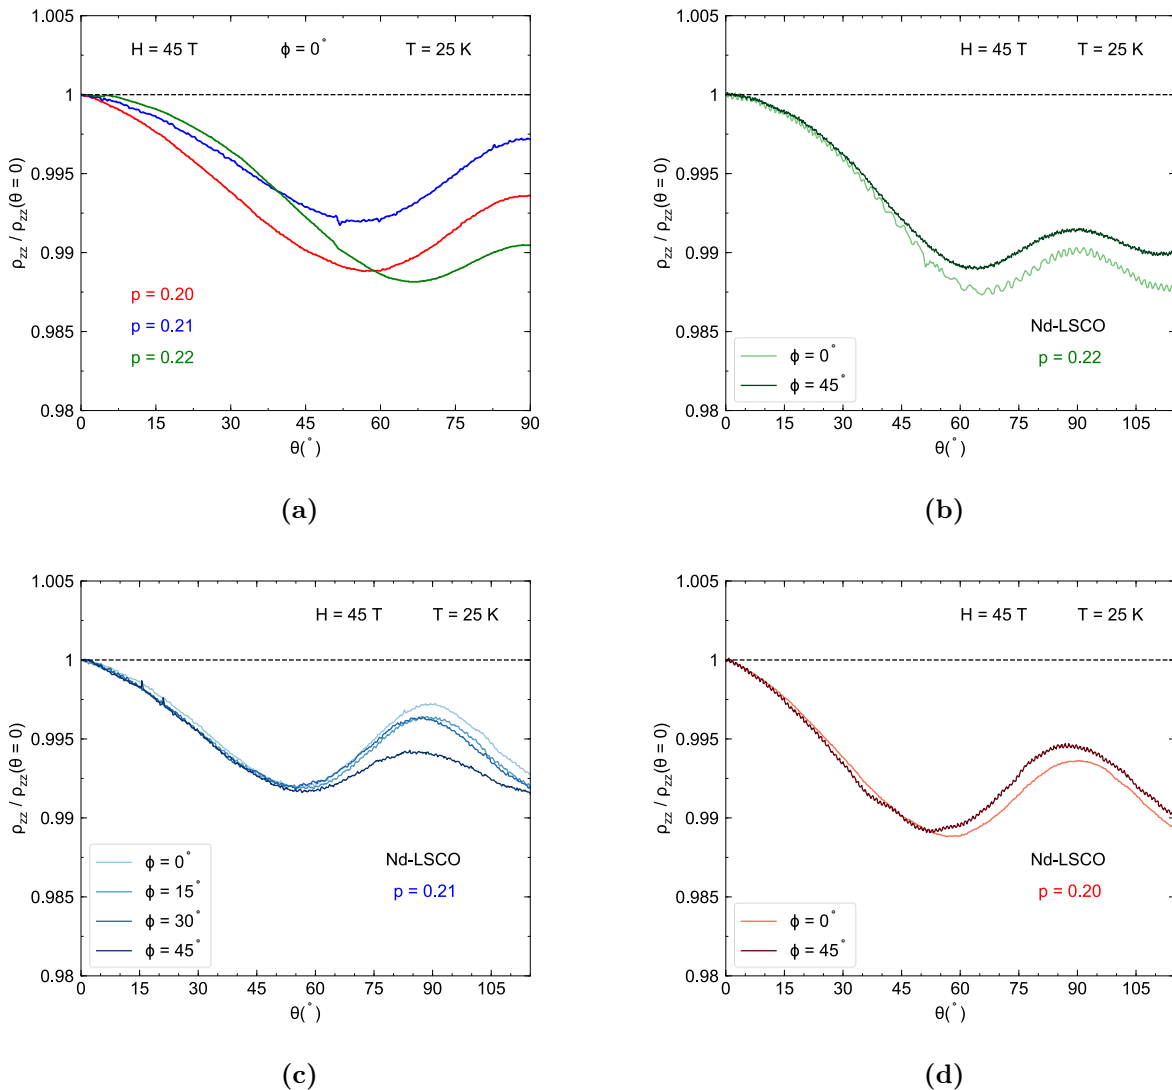 1.005
H = 45 T ϕ = 0° T = 25 K
1
0.995
ρzz / ρzz(θ = 0)
0.99
p = 0.20
p = 0.21
0.985
p = 0.22
0.98
0 15 30 45 60 75 90
θ(°)
(a)
1.005
H = 45 T T = 25 K
1
0.995
ρzz / ρzz(θ = 0)
0.99
Nd-LSCO
0.985
p = 0.22
ϕ = 0°
ϕ = 45°
0.98
0 15 30 45 60 75 90 105
θ(°)
(b)
1.005
H = 45 T T = 25 K
1
0.995
ρzz / ρzz(θ = 0)
0.99
Nd-LSCO
p = 0.21
0.985
ϕ = 0°
ϕ = 15°
ϕ = 30°
ϕ = 45°
0.98
0 15 30 45 60 75 90 105
θ(°)
(c)
1.005
H = 45 T T = 25 K
1
0.995
ρzz / ρzz(θ = 0)
0.99
Nd-LSCO
p = 0.20
0.985
ϕ = 0°
ϕ = 45°
0.98
0 15 30 45 60 75 90 105
θ(°)
(d)